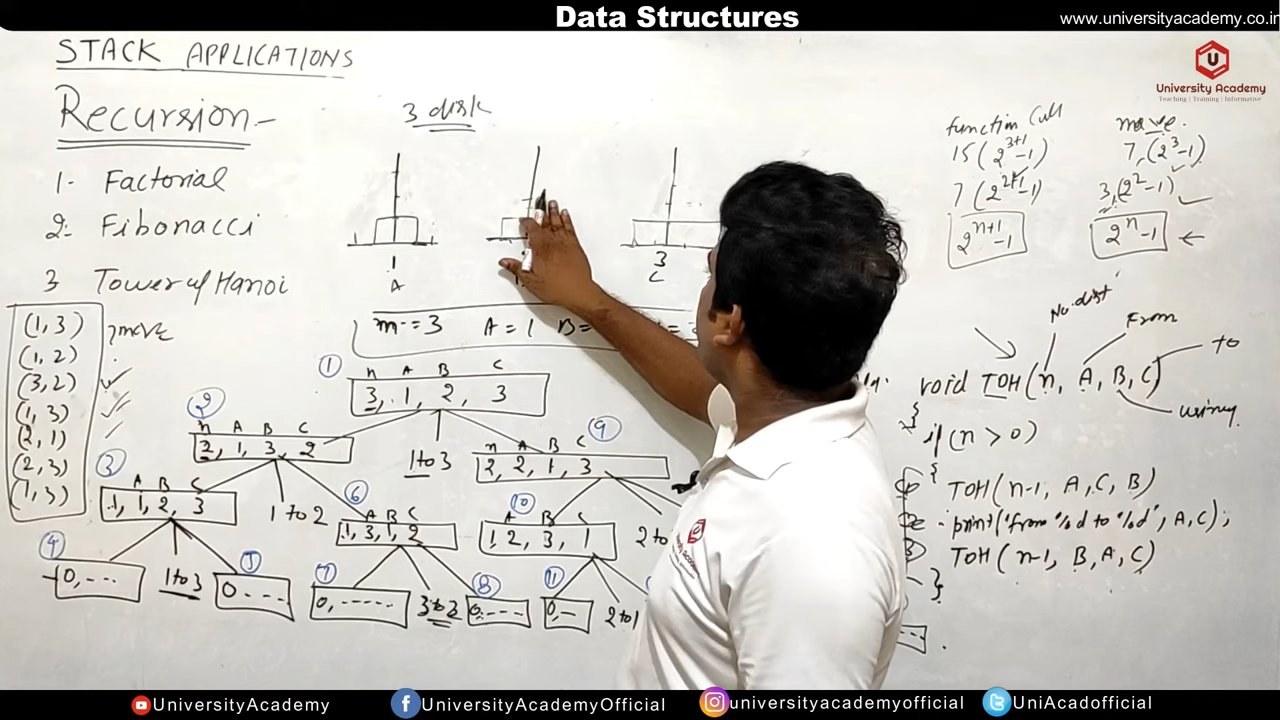 Data Structures
www.universityacademy.co.in
STACK APPLICATIONS
University Academy
Teaching | Training | Informative
Recursion -
1- Factorial
2- Fibonacci
3 Tower of Hanoi
3 disk
1
A
3
C
function Call
15 (2^3+1 -1)
7 (2^2+1 -1)
2^n+1 -1
move.
7, (2^3 -1)
3, (2^2 -1)
2^n -1
(1, 3) move
(1, 2)
(3, 2)
(1, 3)
(2, 1)
(2, 3)
(1, 3)
n == 3 A = 1 B =
1
n A B C
3, 1, 2, 3
2
n A B C
2, 1, 3, 2
1 to 3
9
n A B C
2, 2, 1, 3
3
A B C
1, 1, 2, 3
1 to 2
6
A B C
1, 3, 1, 2
10
A B C
1, 2, 3, 1
2 to
4
0, ---
1 to 3
5
0 ----
7
0, -----
8
0, ----
11
0, --
2 to 1
No. disk
From
to
using
void TOH(n, A, B, C)
{
if (n > 0)
{ TOH (n-1, A, C, B)
print("from %d to %d", A, C);
TOH (n-1, B, A, C)
}
UniversityAcademy
UniversityAcademyOfficial
universityacademyofficial
UniAcadofficial